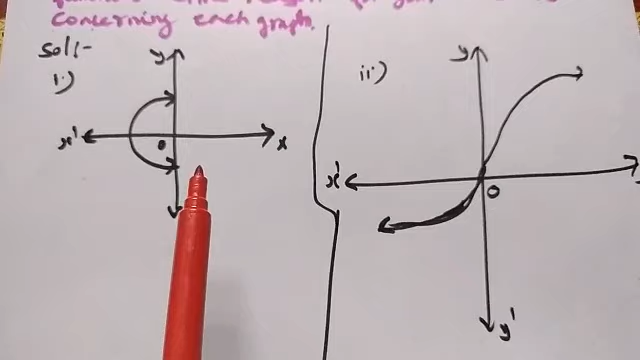 concerning each graph.
Sol:-
i)
y
x'
o
x
ii)
y
x'
o
y'